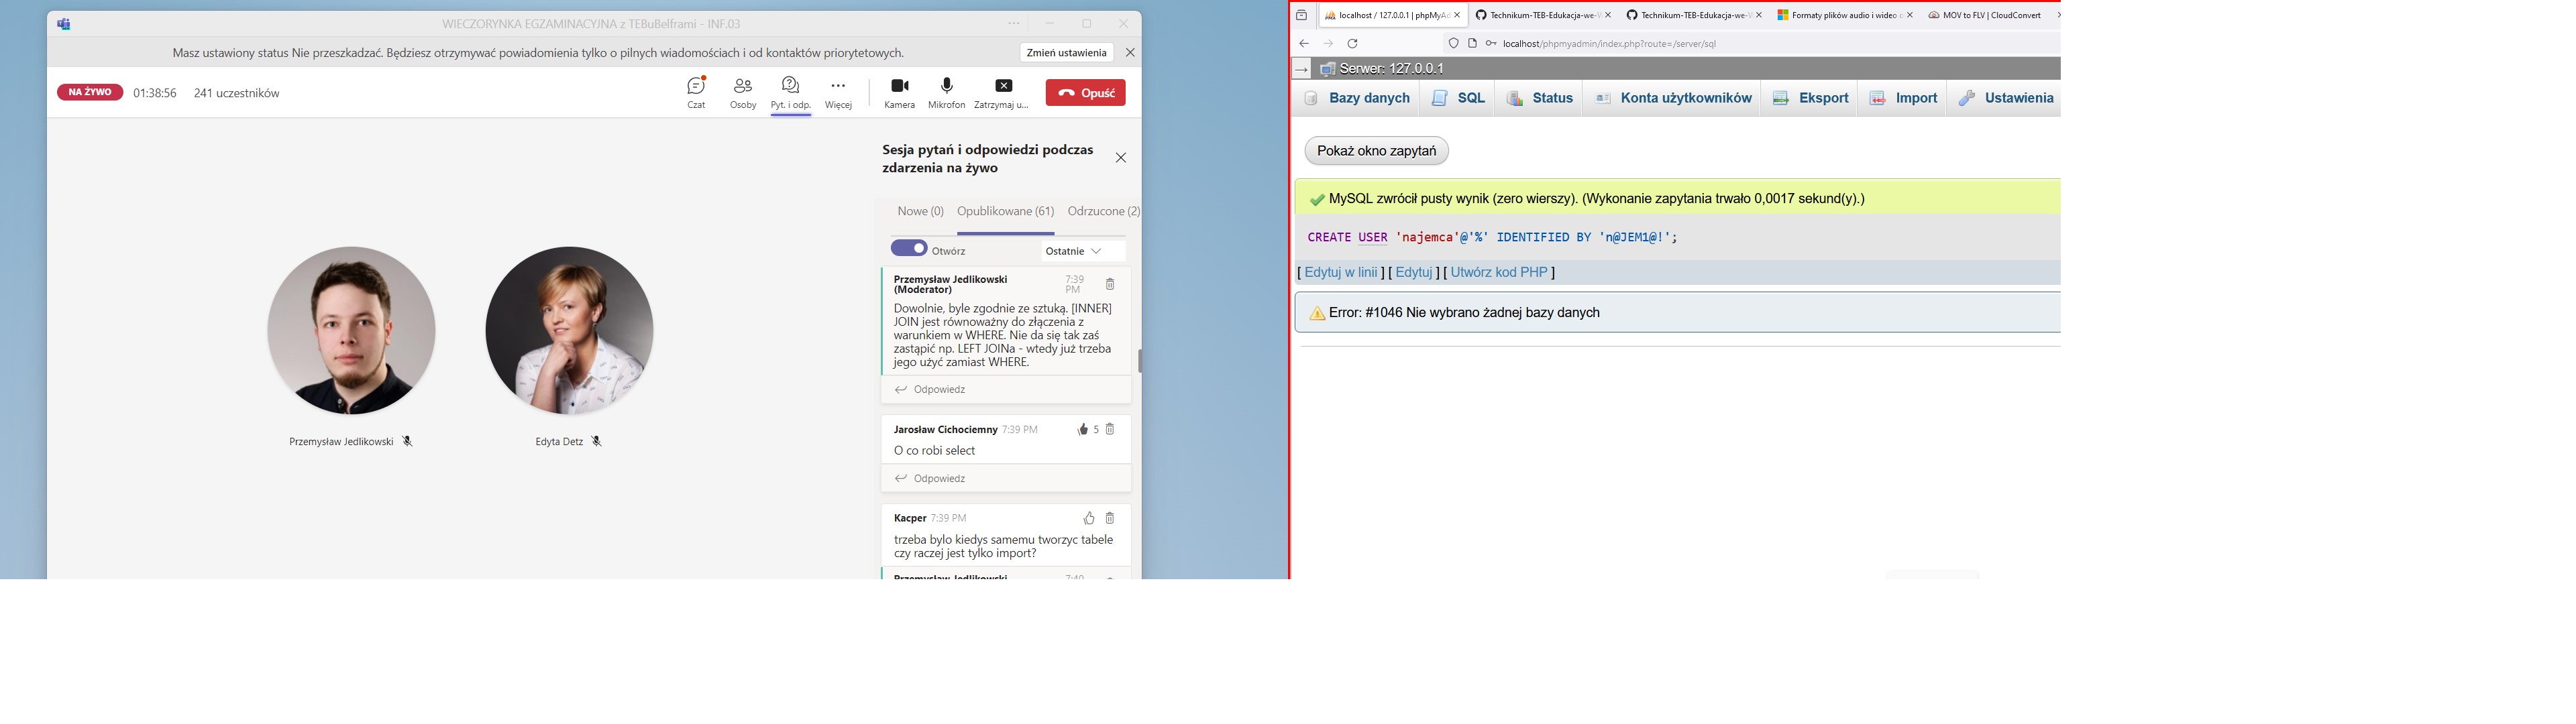 WIECZORYNKA EGZAMINACYJNA z TEBuBelframi - INF.03
Masz ustawiony status Nie przeszkadzać. Będziesz otrzymywać powiadomienia tylko o pilnych wiadomościach i od kontaktów priorytetowych.
Zmień ustawienia
NA ŻYWO
01:38:56
241 uczestników
Czat
Osoby
Pyt. i odp.
Więcej
Kamera
Mikrofon
Zatrzymaj u...
Opuść
Sesja pytań i odpowiedzi podczas
zdarzenia na żywo
Nowe (0)
Opublikowane (61)
Odrzucone (2)
Otwórz
Ostatnie
Przemysław Jedlikowski
(Moderator)
7:39
PM
Dowolnie, byle zgodnie ze sztuką. [INNER]
JOIN jest równoważny do złączenia z
warunkiem w WHERE. Nie da się tak zaś
zastąpić np. LEFT JOINa - wtedy już trzeba
jego użyć zamiast WHERE.
Odpowiedz
Jarosław Cichociemny 7:39 PM
5
O co robi select
Odpowiedz
Kacper 7:39 PM
trzeba bylo kiedys samemu tworzyc tabele
czy raczej jest tylko import?
Przemysław Jedlikowski
7:40
Przemysław Jedlikowski
Edyta Detz
localhost / 127.0.0.1 | phpMyAd
Technikum-TEB-Edukacja-we-W
Technikum-TEB-Edukacja-we-W
Formaty plików audio i wideo o
MOV to FLV | CloudConvert
localhost/phpmyadmin/index.php?route=/server/sql
Serwer: 127.0.0.1
Bazy danych
SQL
Status
Konta użytkowników
Eksport
Import
Ustawienia
Pokaż okno zapytań
MySQL zwrócił pusty wynik (zero wierszy). (Wykonanie zapytania trwało 0,0017 sekund(y).)
CREATE USER 'najemca'@'%' IDENTIFIED BY 'n@JEM1@!';
[ Edytuj w linii ] [ Edytuj ] [ Utwórz kod PHP ]
Error: #1046 Nie wybrano żadnej bazy danych